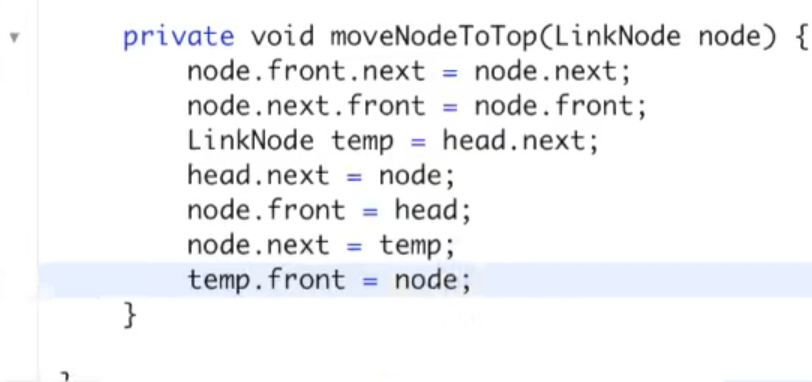 private void moveNodeToTop(LinkNode node) {
node.front.next = node.next;
node.next.front = node.front;
LinkNode temp = head.next;
head.next = node;
node.front = head;
node.next = temp;
temp.front = node;
}